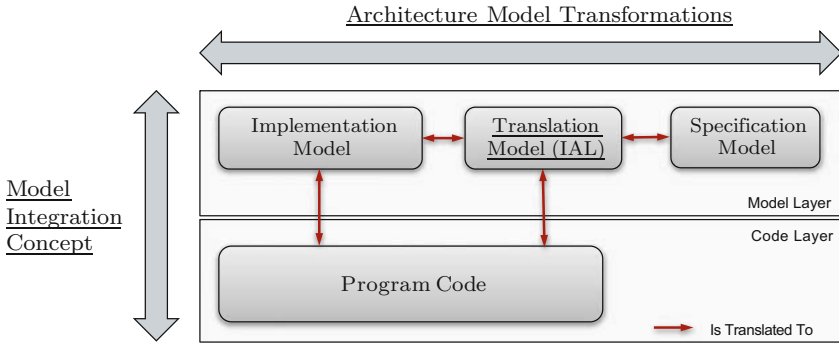 Architecture Model Transformations
Implementation
Model
Translation
Model (IAL)
Specification
Model
Model Layer
Model
Integration
Concept
Code Layer
Program Code
Is Translated To